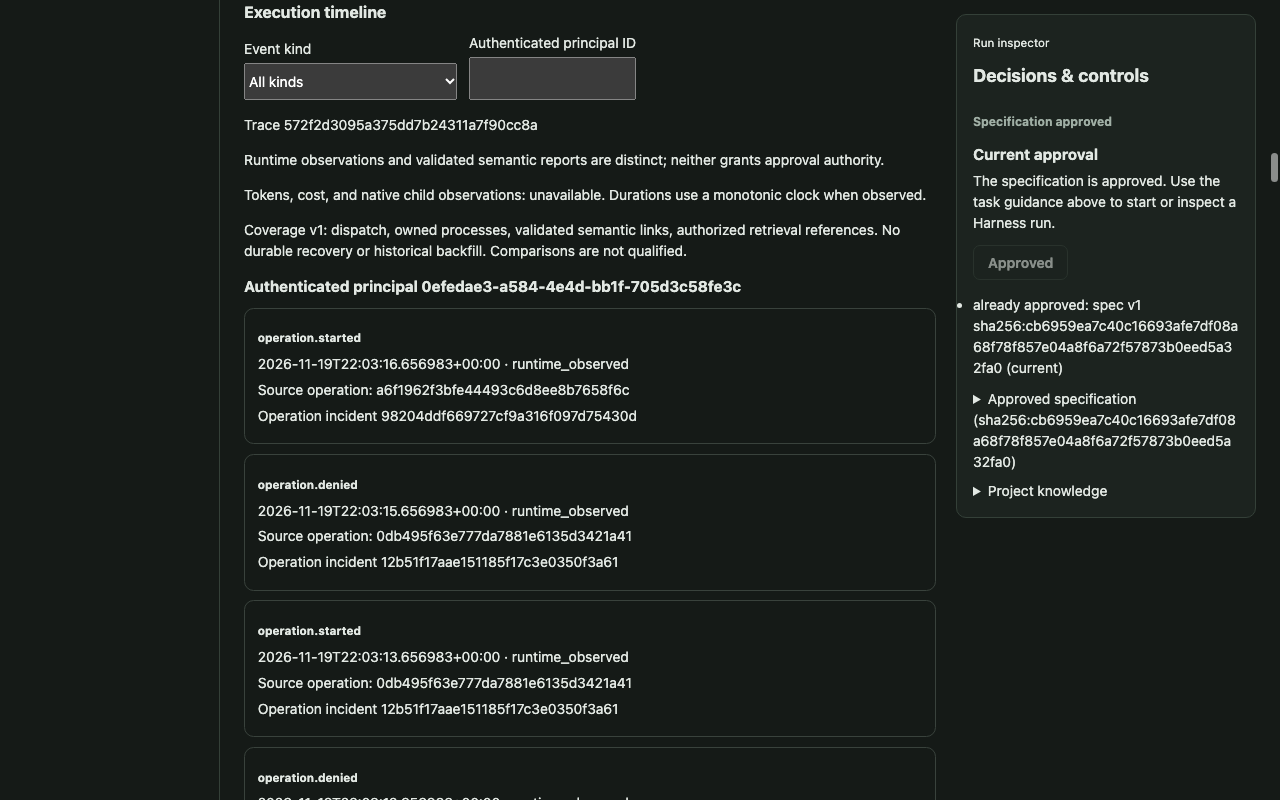 Execution timeline
Event kind
Authenticated principal ID
All kinds
Trace 572f2d3095a375dd7b24311a7f90cc8a
Runtime observations and validated semantic reports are distinct; neither grants approval authority.
Tokens, cost, and native child observations: unavailable. Durations use a monotonic clock when observed.
Coverage v1: dispatch, owned processes, validated semantic links, authorized retrieval references. No
durable recovery or historical backfill. Comparisons are not qualified.
Authenticated principal 0efedae3-a584-4e4d-bb1f-705d3c58fe3c
operation.started
2026-11-19T22:03:16.656983+00:00 · runtime_observed
Source operation: a6f1962f3bfe44493c6d8ee8b7658f6c
Operation incident 98204ddf669727cf9a316f097d75430d
operation.denied
2026-11-19T22:03:15.656983+00:00 · runtime_observed
Source operation: 0db495f63e777da7881e6135d3421a41
Operation incident 12b51f17aae151185f17c3e0350f3a61
operation.started
2026-11-19T22:03:13.656983+00:00 · runtime_observed
Source operation: 0db495f63e777da7881e6135d3421a41
Operation incident 12b51f17aae151185f17c3e0350f3a61
operation.denied
Run inspector
Decisions & controls
Specification approved
Current approval
The specification is approved. Use the
task guidance above to start or inspect a
Harness run.
Approved
already approved: spec v1
sha256:cb6959ea7c40c16693afe7df08a
68f78f857e04a8f6a72f57873b0eed5a3
2fa0 (current)
Approved specification
(sha256:cb6959ea7c40c16693afe7df08
a68f78f857e04a8f6a72f57873b0eed5a
32fa0)
Project knowledge